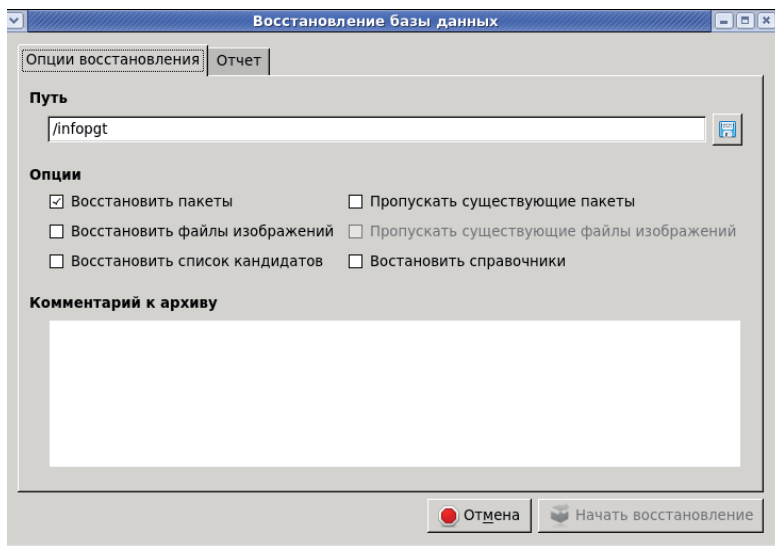 Восстановление базы данных
Опции восстановления Отчет
Путь
/infopgt
Опции
Восстановить пакеты Пропускать существующие пакеты
Восстановить файлы изображений Пропускать существующие файлы изображений
Восстановить список кандидатов Востановить справочники
Комментарий к архиву
Отмена Начать восстановление